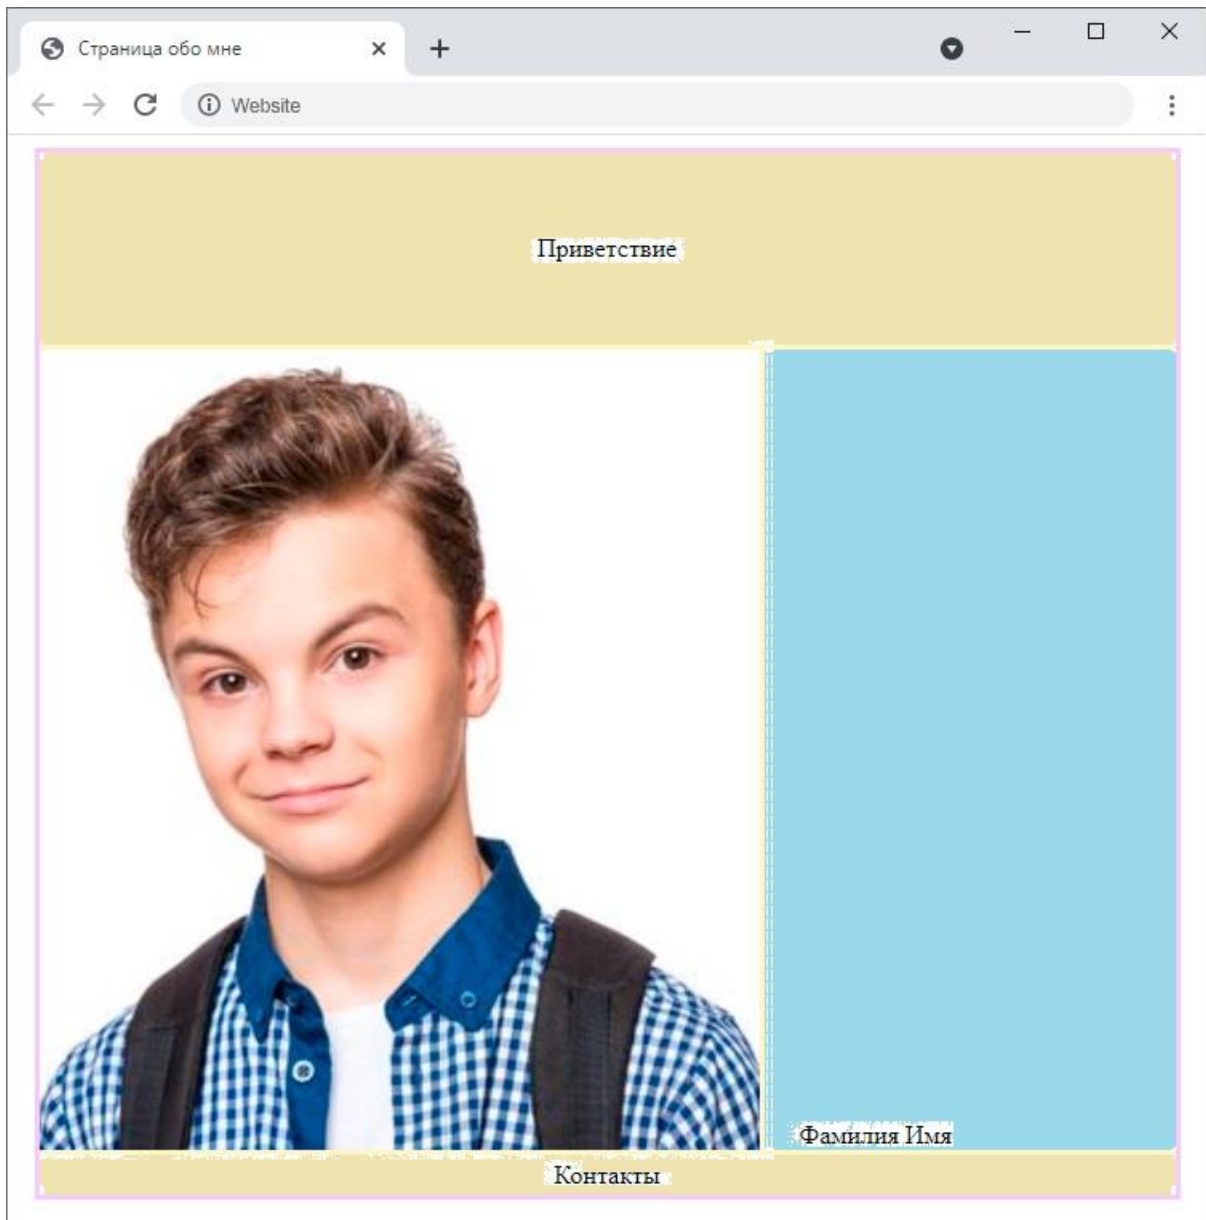 Страница обо мне
Website
Приветствие
Фамилия Имя
Контакты